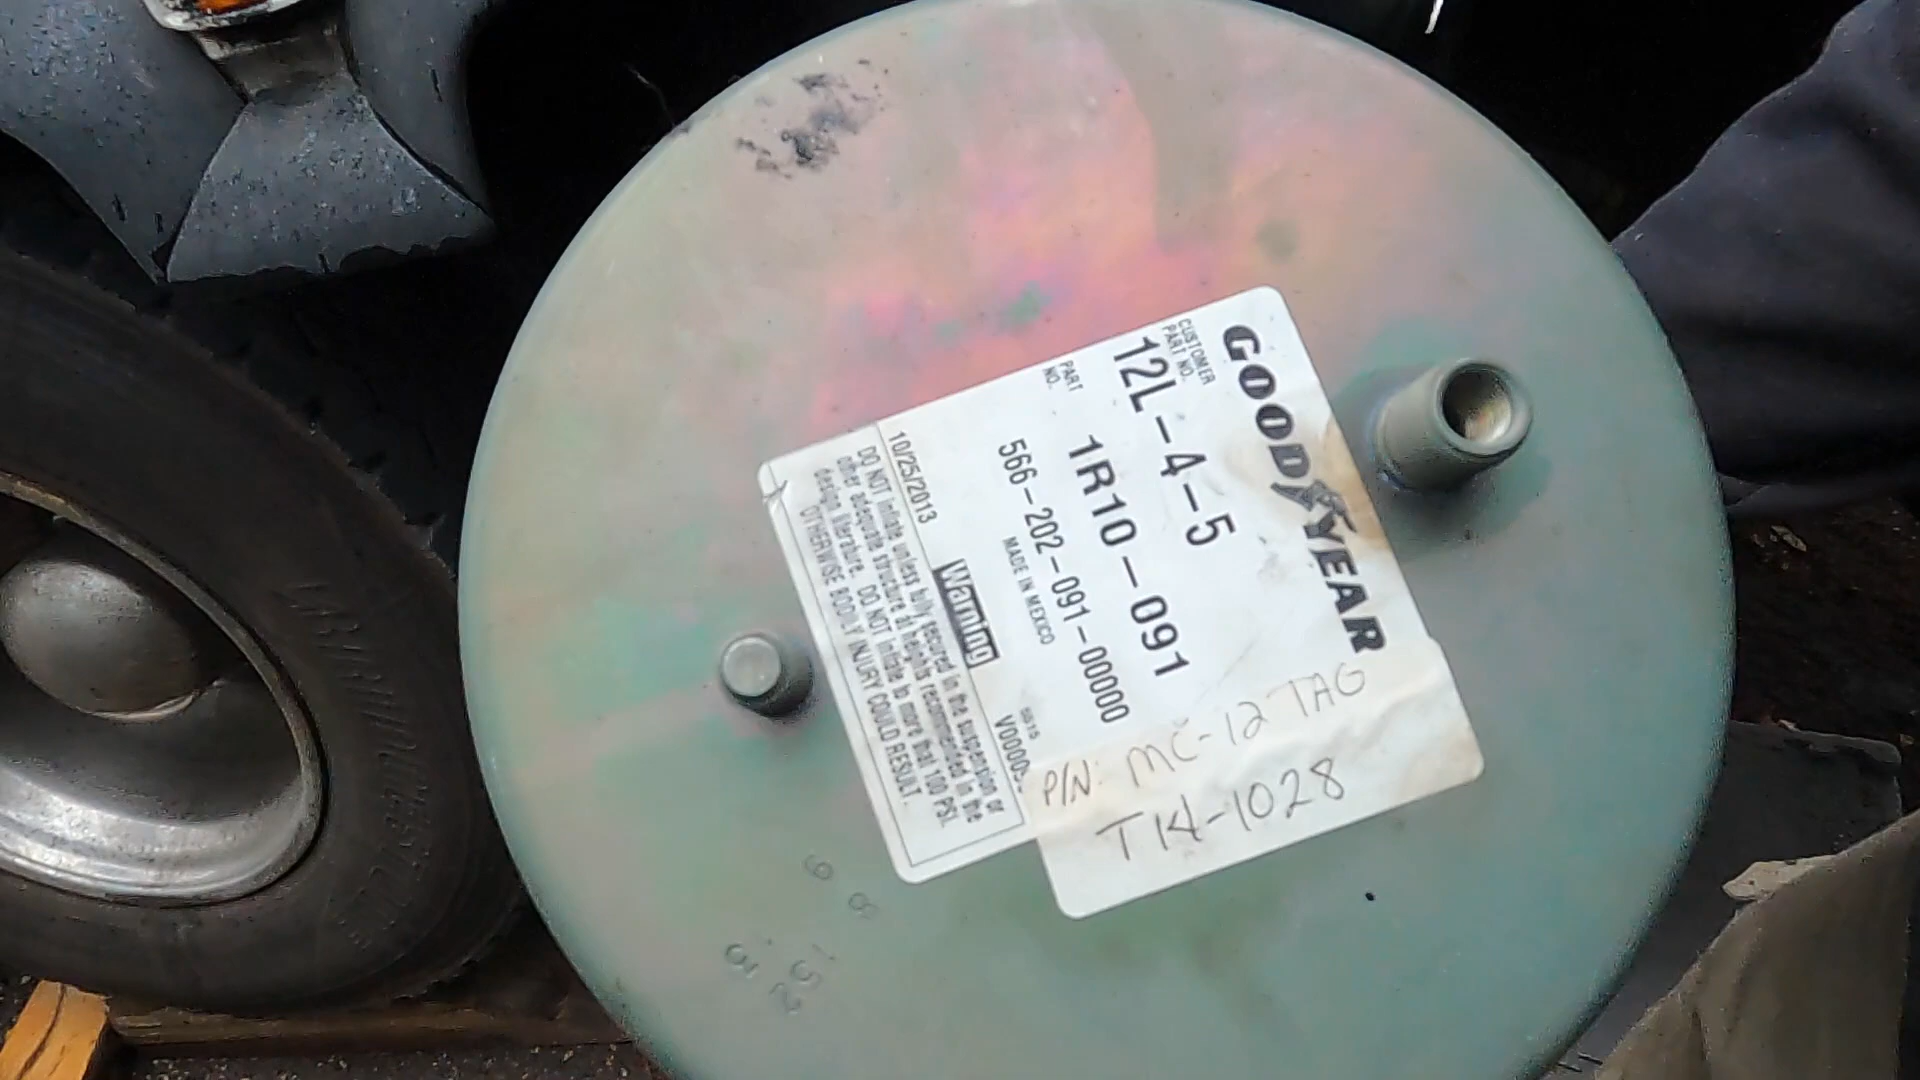 GOODYEAR
CUSTOMER
PART NO.
12L-4-5
PART
NO.
1R10-091
566-202-091-00000
MADE IN MEXICO
Warning
10/25/2013
DO NOT inflate unless fully secured in the suspension or
other adequate structure at heights recommended in the
design literature. DO NOT inflate to more that 100 PSI.
OTHERWISE BODILY INJURY COULD RESULT.
P/N: MC-12 TAG
TK-1028